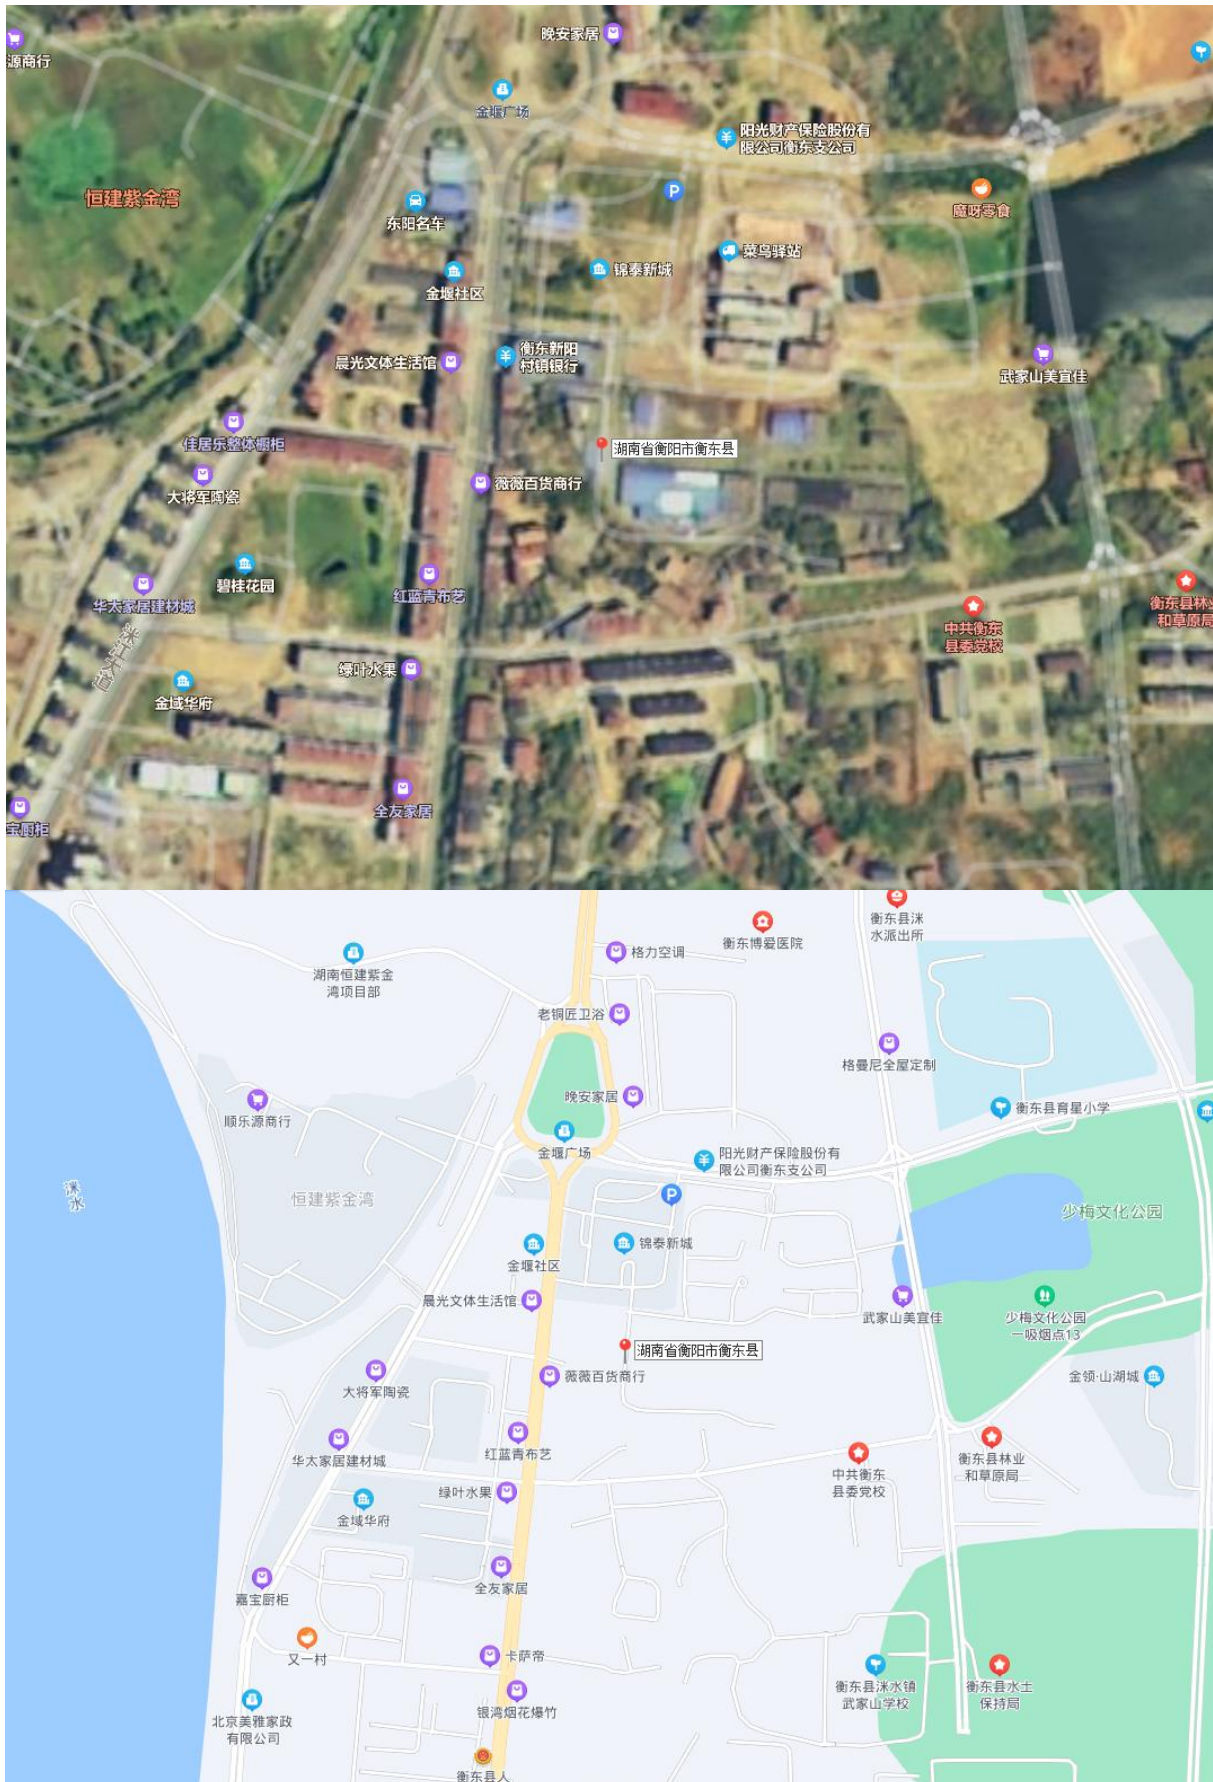 晚安家居
源商行
金堰广场
阳光财产保险股份有
限公司衡东支公司
恒建紫金湾
魔呀零食
东阳名车
菜鸟驿站
锦泰新城
金堰社区
衡东新阳
村镇银行
晨光文体生活馆
武家山美宜佳
佳居乐整体橱柜
湖南省衡阳市衡东县
薇薇百货商行
大将军陶瓷
碧桂花园
红蓝青布艺
华太家居建材城
衡东县林业
和草原局
中共衡东
县委党校
洣江大道
绿叶水果
金域华府
全友家居
宝厨柜
衡东县洣
水派出所
衡东博爱医院
格力空调
湖南恒建紫金
湾项目部
老铜匠卫浴
格曼尼全屋定制
晚安家居
顺乐源商行
衡东县育星小学
金堰广场
阳光财产保险股份有
限公司衡东支公司
洣水
恒建紫金湾
少梅文化公园
锦泰新城
金堰社区
晨光文体生活馆
武家山美宜佳
少梅文化公园
一吸烟点13
湖南省衡阳市衡东县
薇薇百货商行
金领·山湖城
大将军陶瓷
红蓝青布艺
华太家居建材城
衡东县林业
和草原局
中共衡东
县委党校
绿叶水果
金域华府
全友家居
嘉宝厨柜
又一村
卡萨帝
衡东县洣水镇
武家山学校
衡东县水土
保持局
银湾烟花爆竹
北京美雅家政
有限公司
衡东县人